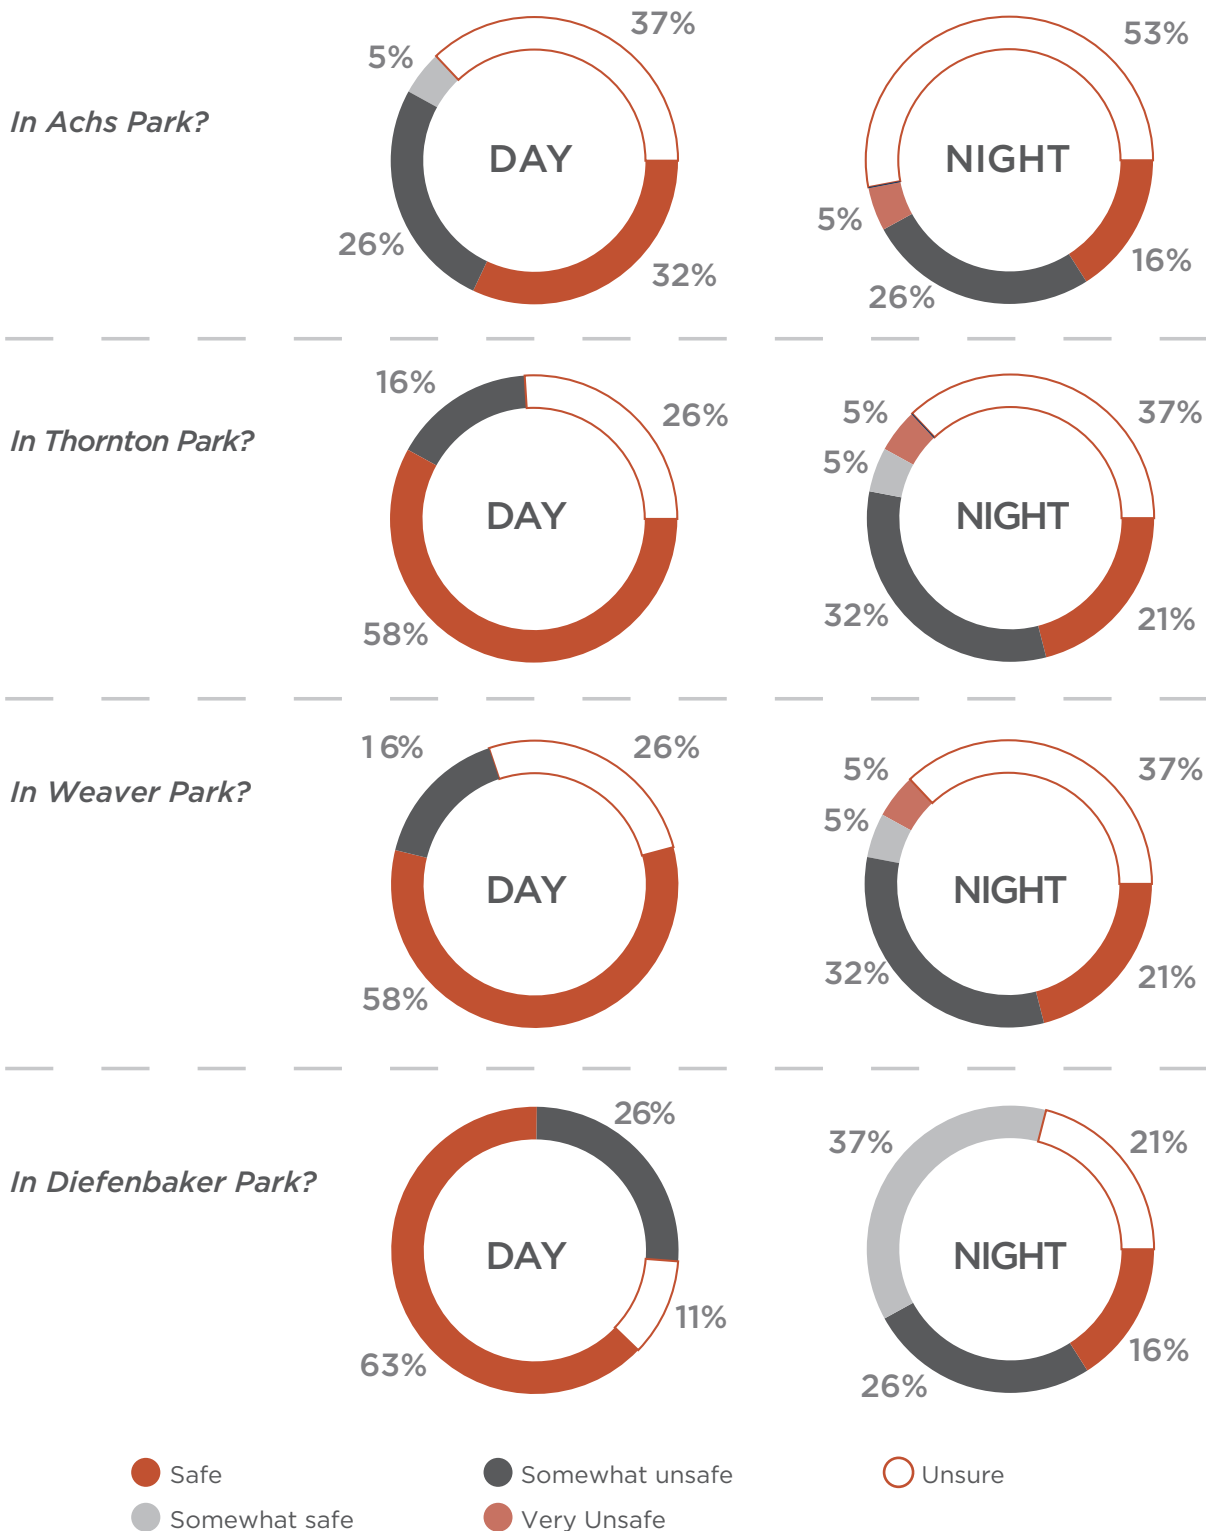 37%
53%
5%
In Achs Park?
DAY
NIGHT
5%
26%
32%
16%
26%
16%
26%
5%
37%
In Thornton Park?
5%
DAY
NIGHT
58%
32%
21%
16%
26%
5%
37%
In Weaver Park?
5%
DAY
NIGHT
58%
32%
21%
26%
37%
21%
In Diefenbaker Park?
DAY
NIGHT
11%
63%
16%
26%
Safe
Somewhat unsafe
Unsure
Somewhat safe
Very Unsafe